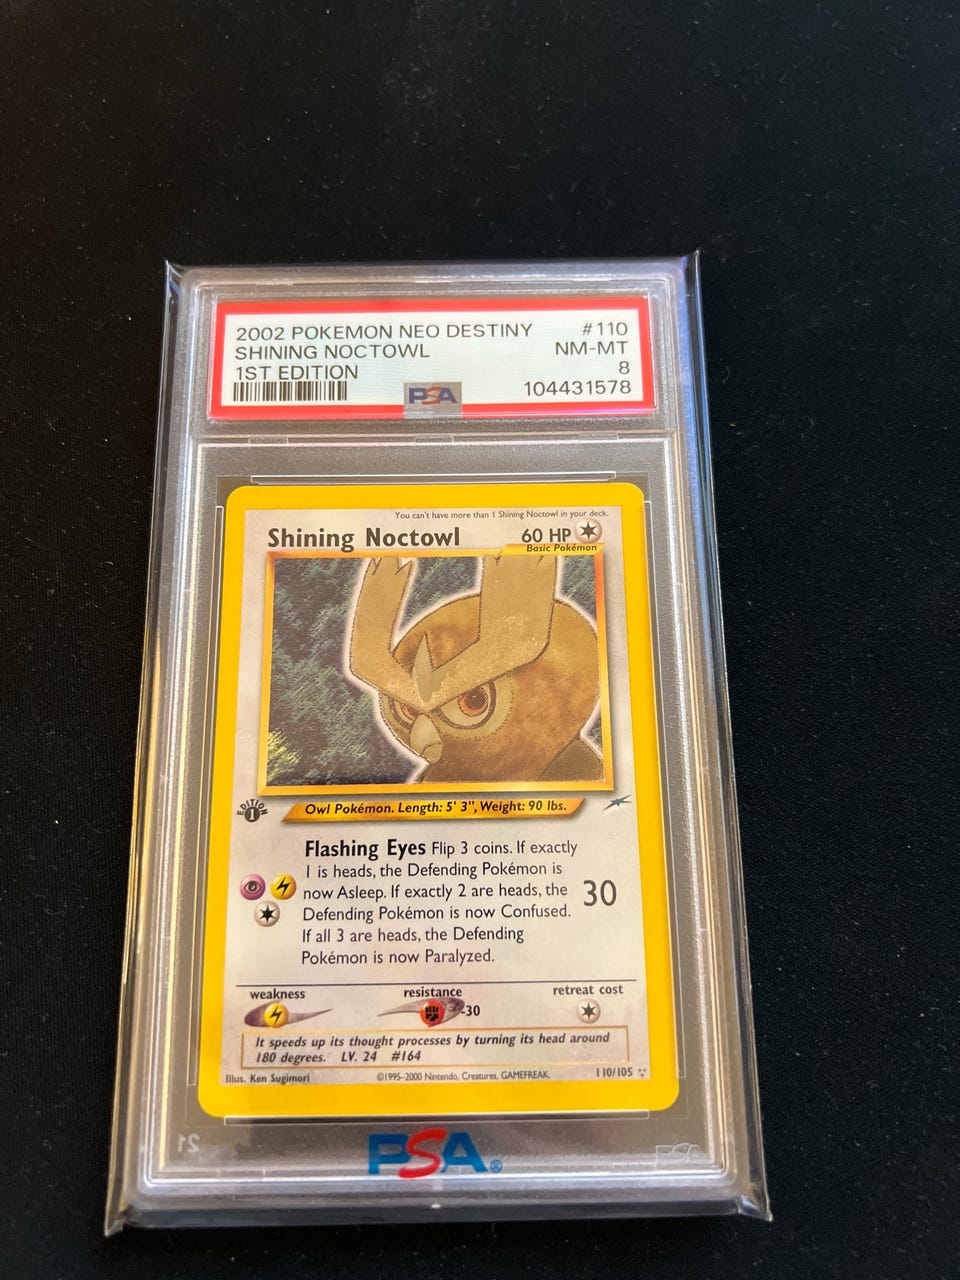 2002 POKEMON NEO DESTINY #110
SHINING NOCTOWL NM-MT
1ST EDITION 8
PSA 104431578
You can't have more than 1 Shining Noctowl in your deck.
Shining Noctowl 60 HP
Basic Pokémon
EDITION 1
Owl Pokémon. Length: 5' 3", Weight: 90 lbs.
Flashing Eyes Flip 3 coins. If exactly
1 is heads, the Defending Pokémon is
now Asleep. If exactly 2 are heads, the 30
Defending Pokémon is now Confused.
If all 3 are heads, the Defending
Pokémon is now Paralyzed.
weakness resistance retreat cost
-30
It speeds up its thought processes by turning its head around
180 degrees. LV. 24 #164
Illus. Ken Sugimori ©1995-2000 Nintendo, Creatures, GAMEFREAK. 110/105
21 PSA® PSA